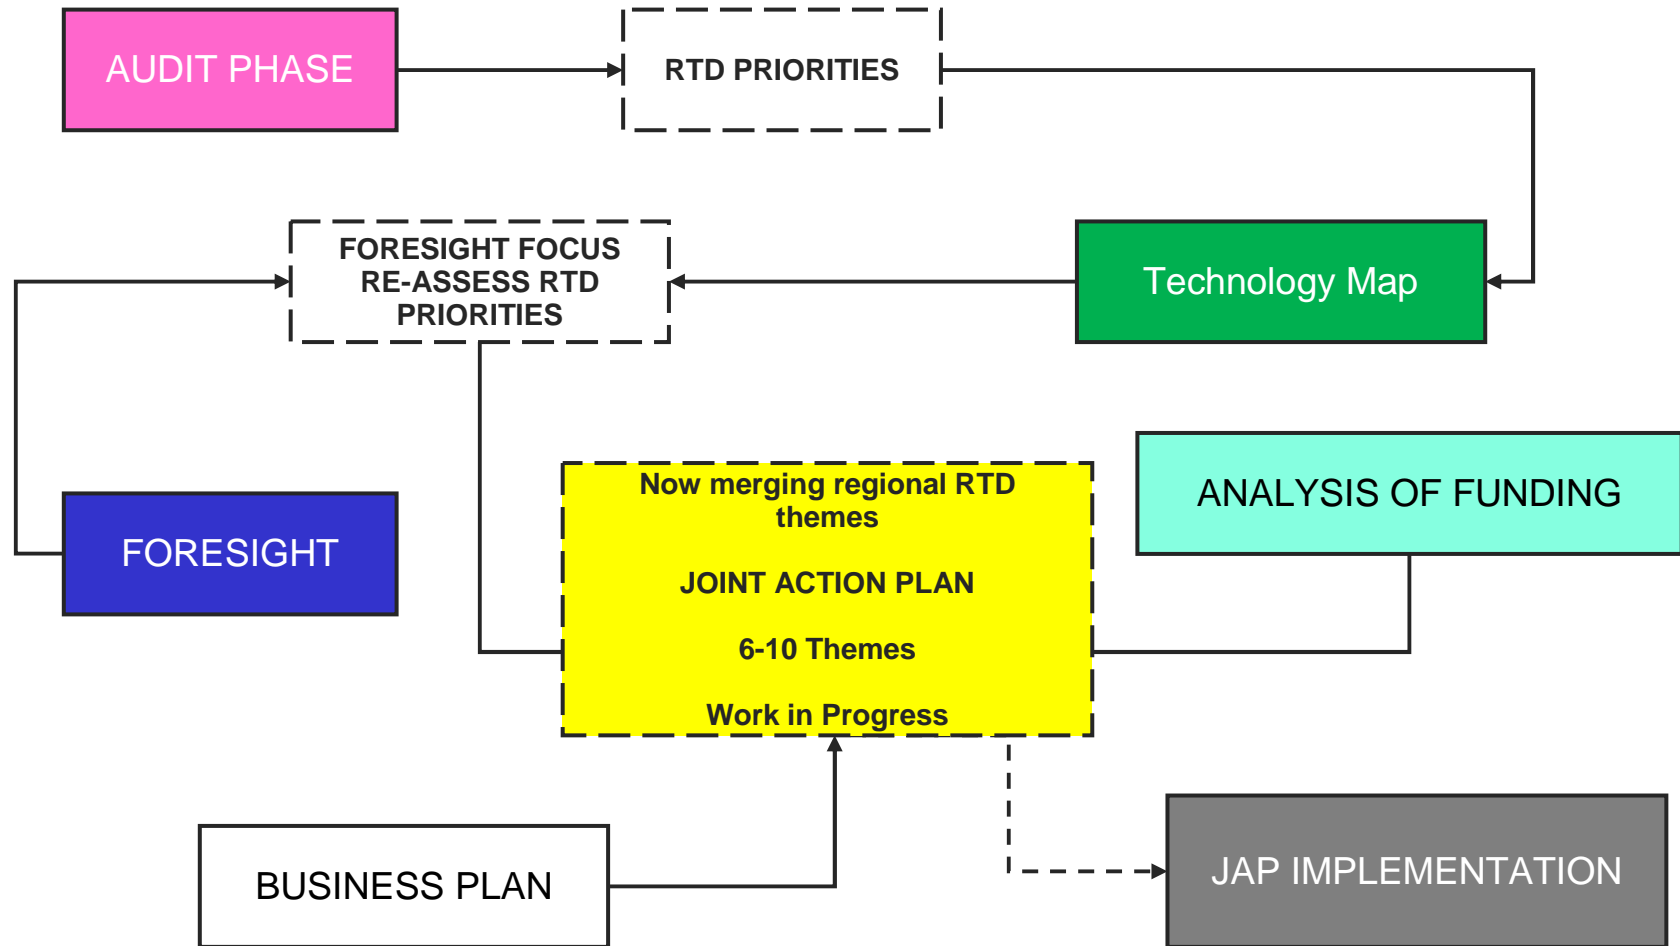 AUDIT PHASE
RTD PRIORITIES
FORESIGHT FOCUS
RE-ASSESS RTD
PRIORITIES
Technology Map
ANALYSIS OF FUNDING
FORESIGHT
Now merging regional RTD
themes
JOINT ACTION PLAN
6-10 Themes
Work in Progress
BUSINESS PLAN
JAP IMPLEMENTATION